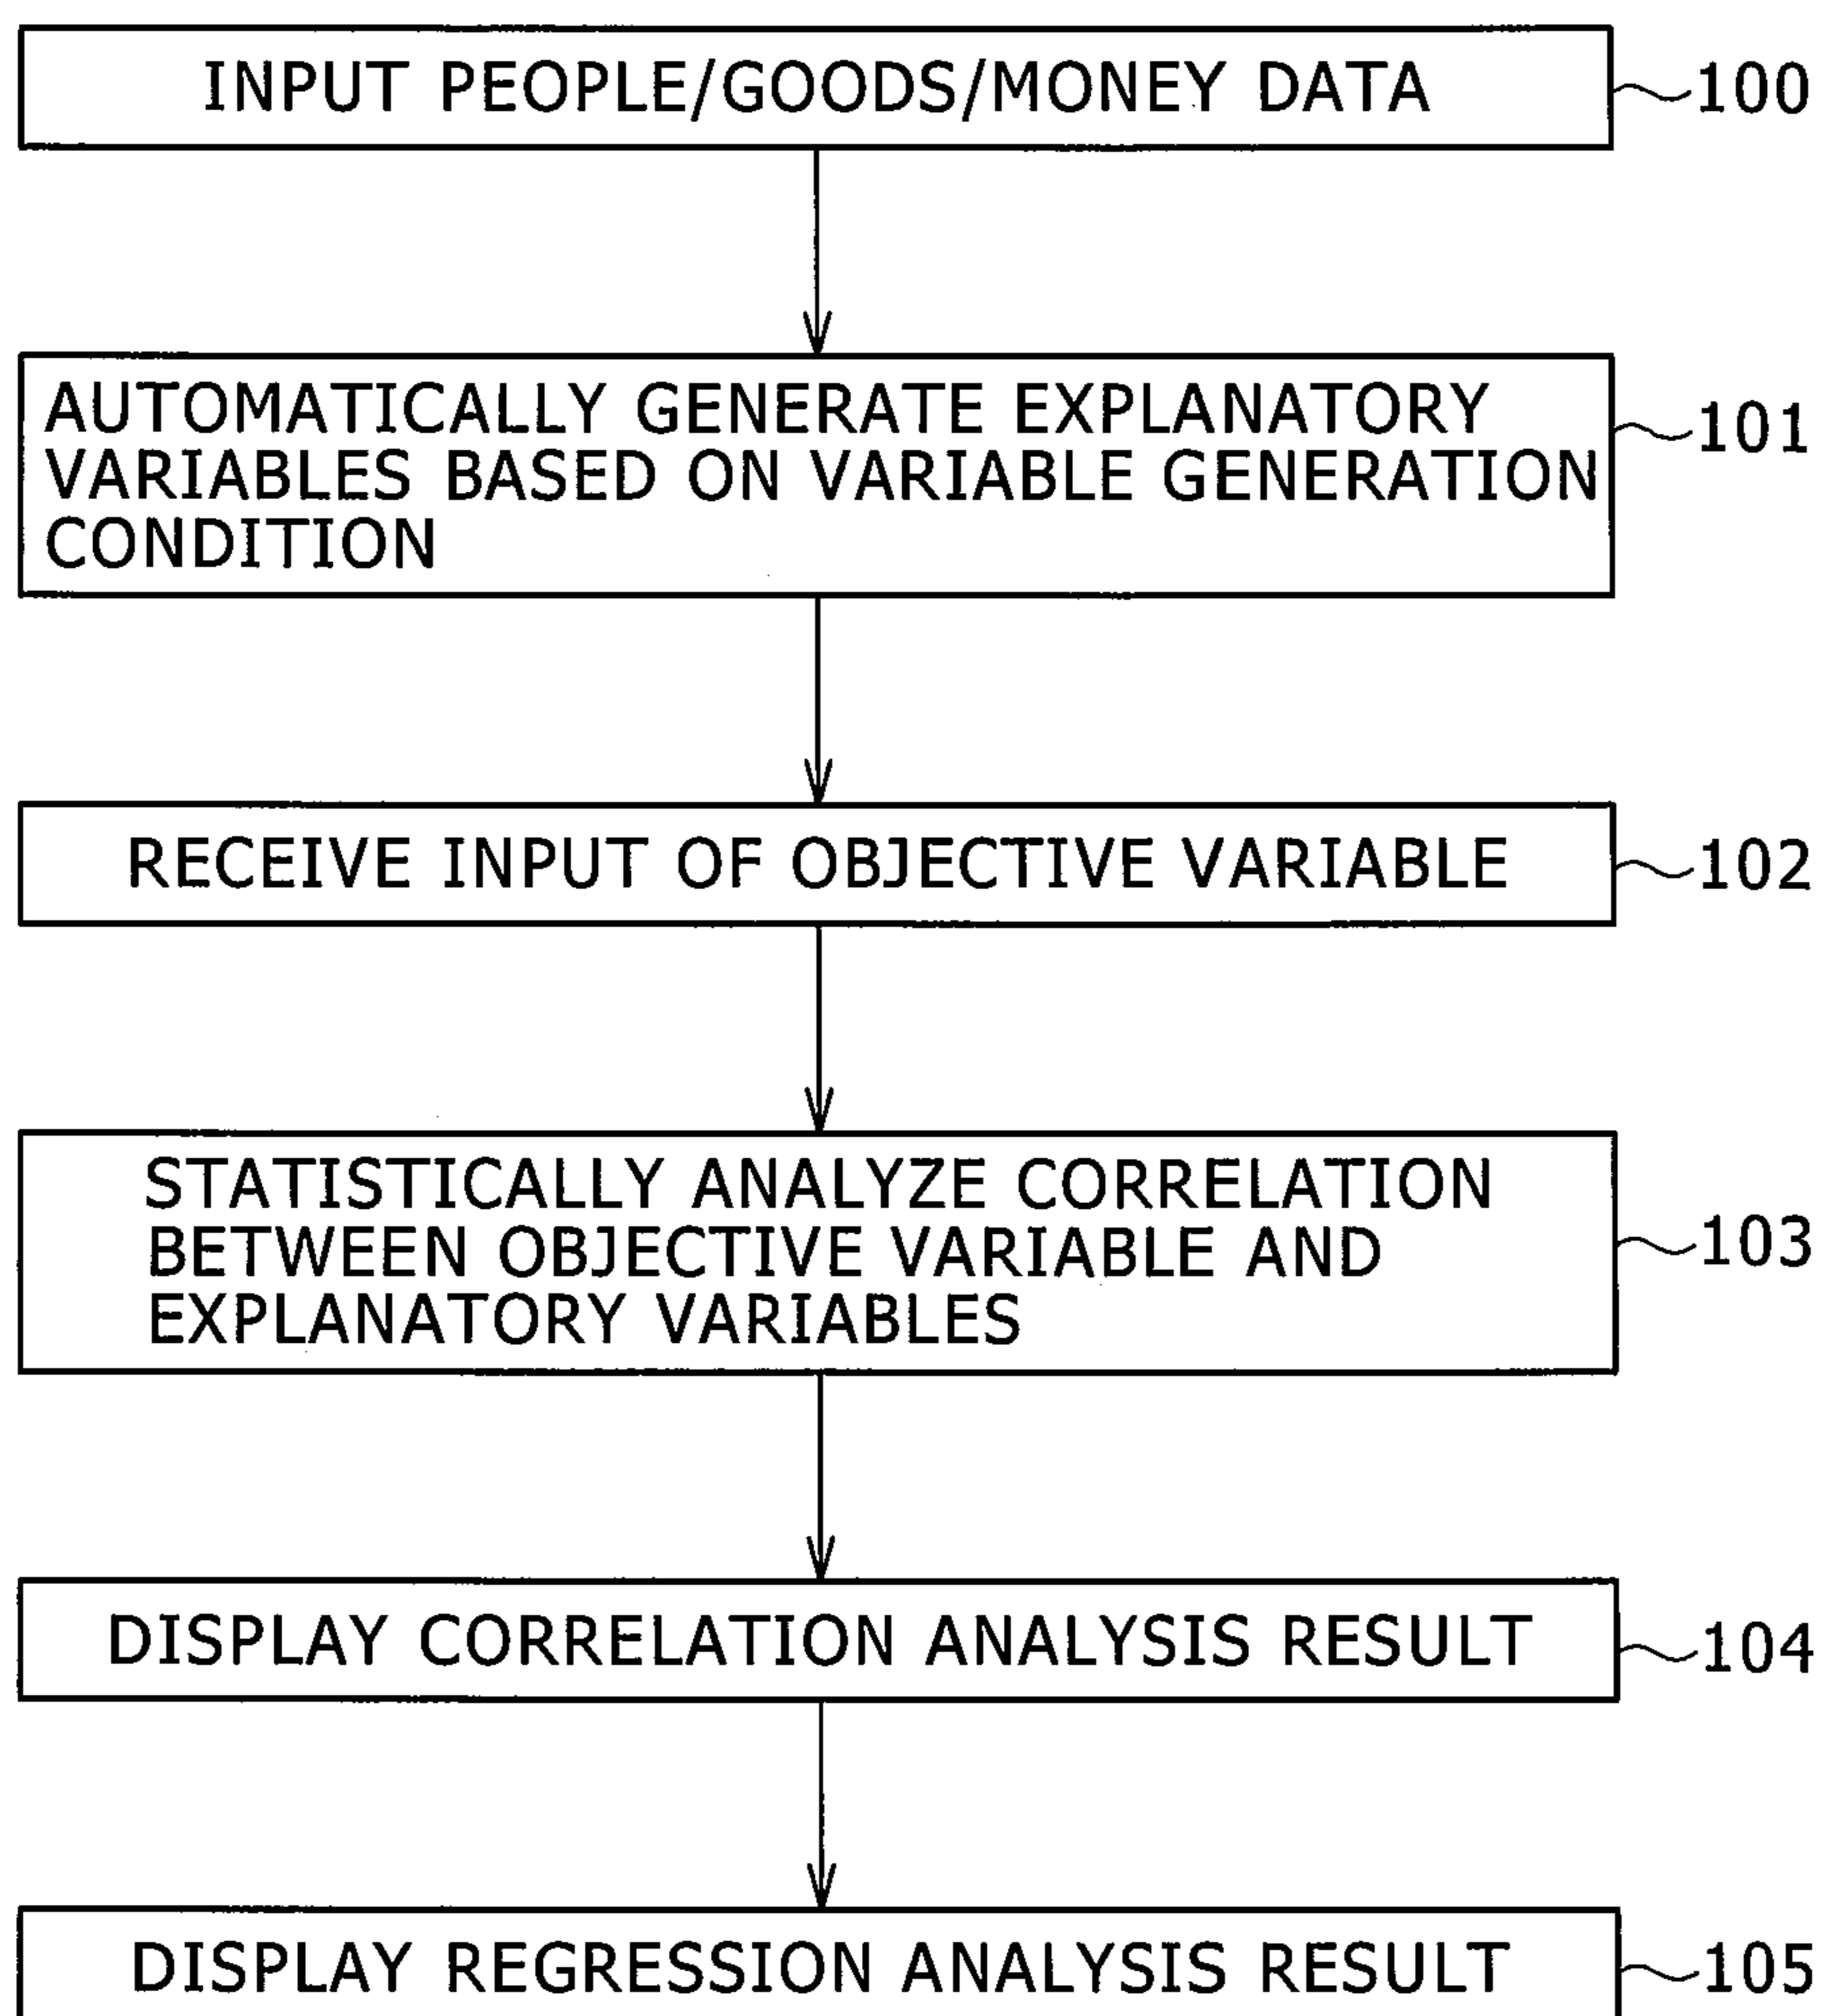 INPUT PEOPLE/GOODS/MONEY DATA
100
AUTOMATICALLY GENERATE EXPLANATORY
VARIABLES BASED ON VARIABLE GENERATION
CONDITION
101
RECEIVE INPUT OF OBJECTIVE VARIABLE
102
STATISTICALLY ANALYZE CORRELATION
BETWEEN OBJECTIVE VARIABLE AND
EXPLANATORY VARIABLES
103
DISPLAY CORRELATION ANALYSIS RESULT
104
DISPLAY REGRESSION ANALYSIS RESULT
105